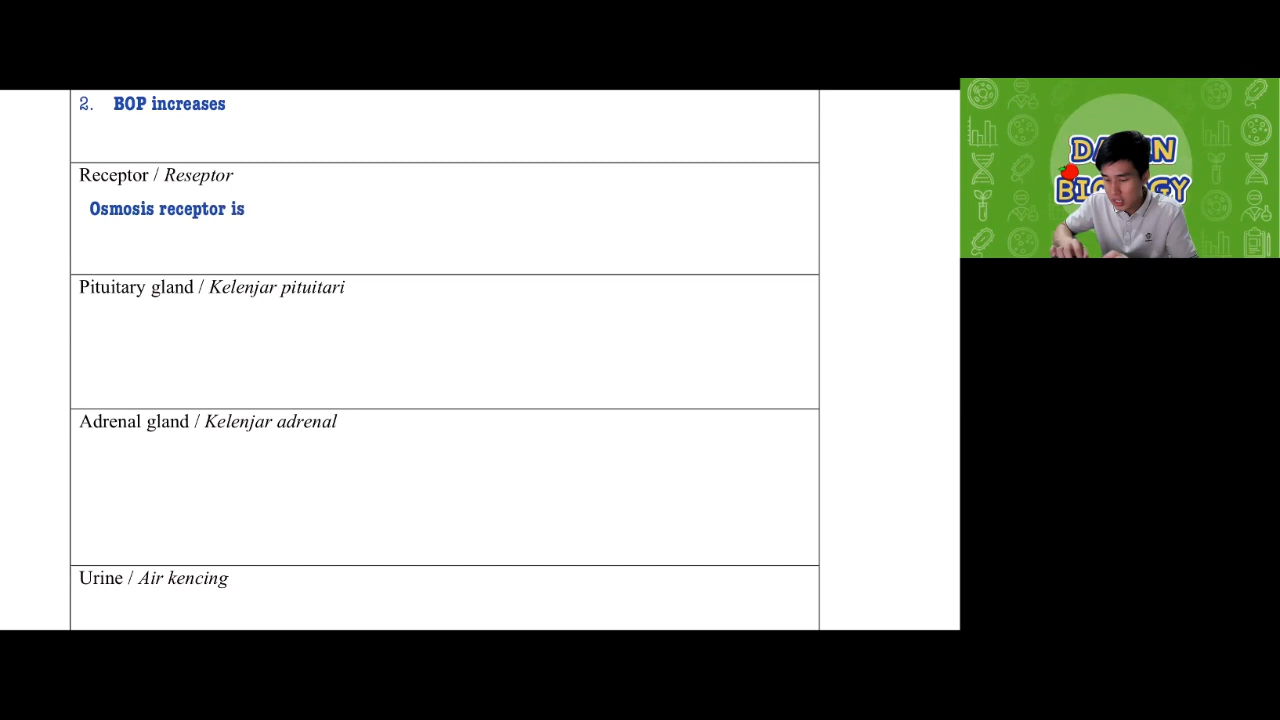 2. BOP increases
Receptor / Reseptor
Osmosis receptor is
Pituitary gland / Kelenjar pituitari
Adrenal gland / Kelenjar adrenal
Urine / Air kencing
BIOLOGY